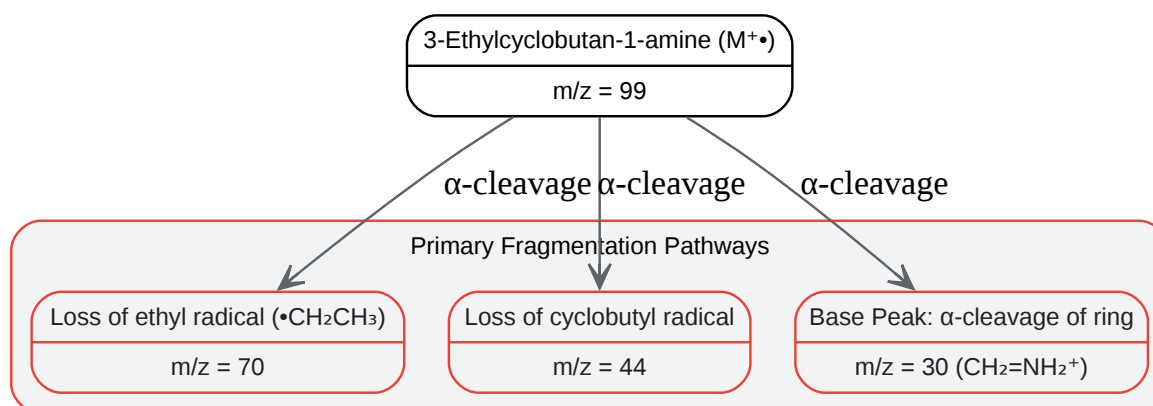 3-Ethylcyclobutan-1-amine (M⁺•)
m/z = 99
α-cleavage
α-cleavage
α-cleavage
Primary Fragmentation Pathways
Loss of ethyl radical (•CH₂CH₃)
m/z = 70
Loss of cyclobutyl radical
m/z = 44
Base Peak: α-cleavage of ring
m/z = 30 (CH₂=NH₂⁺)